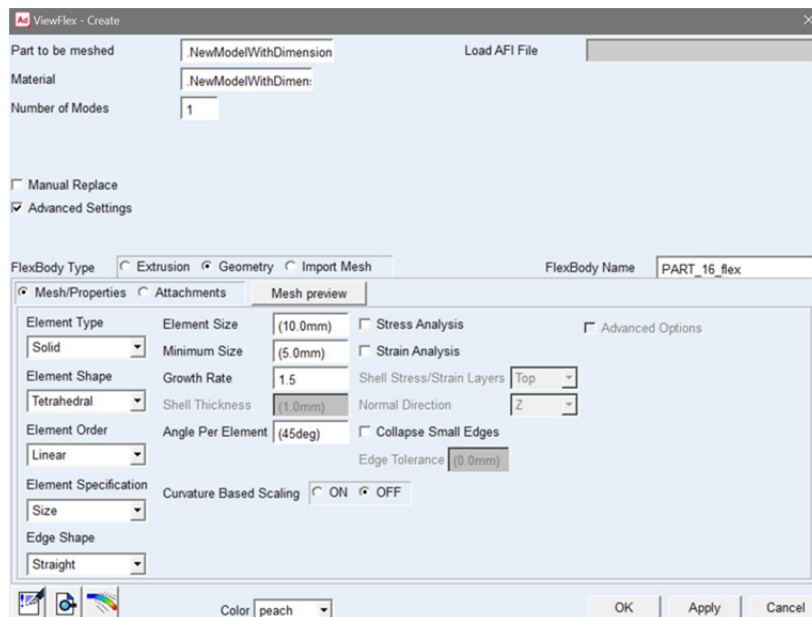 Ad ViewFlex - Create
Part to be meshed .NewModelWithDimension Load AFI File
Material .NewModelWithDimen:
Number of Modes 1
Manual Replace
Advanced Settings
FlexBody Type Extrusion Geometry Import Mesh FlexBody Name PART_16_flex
Mesh/Properties Attachments Mesh preview
Element Type Element Size (10.0mm) Stress Analysis Advanced Options
Solid Minimum Size (5.0mm) Strain Analysis
Element Shape Growth Rate 1.5 Shell Stress/Strain Layers Top
Tetrahedral Shell Thickness (1.0mm) Normal Direction Z
Element Order Angle Per Element (45deg) Collapse Small Edges
Linear Edge Tolerance (0.0mm)
Element Specification Curvature Based Scaling ON OFF
Size
Edge Shape
Straight
Color peach OK Apply Cancel